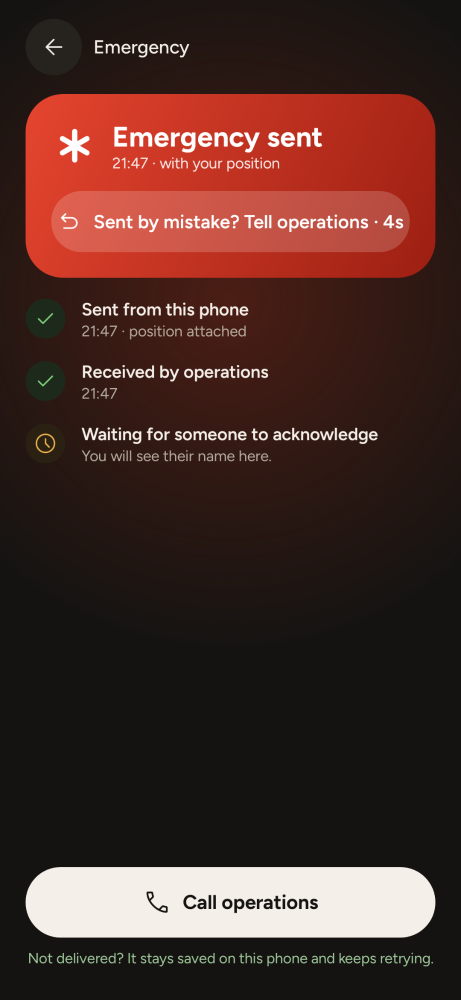 Emergency
Emergency sent
21:47 · with your position
Sent by mistake? Tell operations · 4s
Sent from this phone
21:47 · position attached
Received by operations
21:47
Waiting for someone to acknowledge
You will see their name here.
Call operations
Not delivered? It stays saved on this phone and keeps retrying.